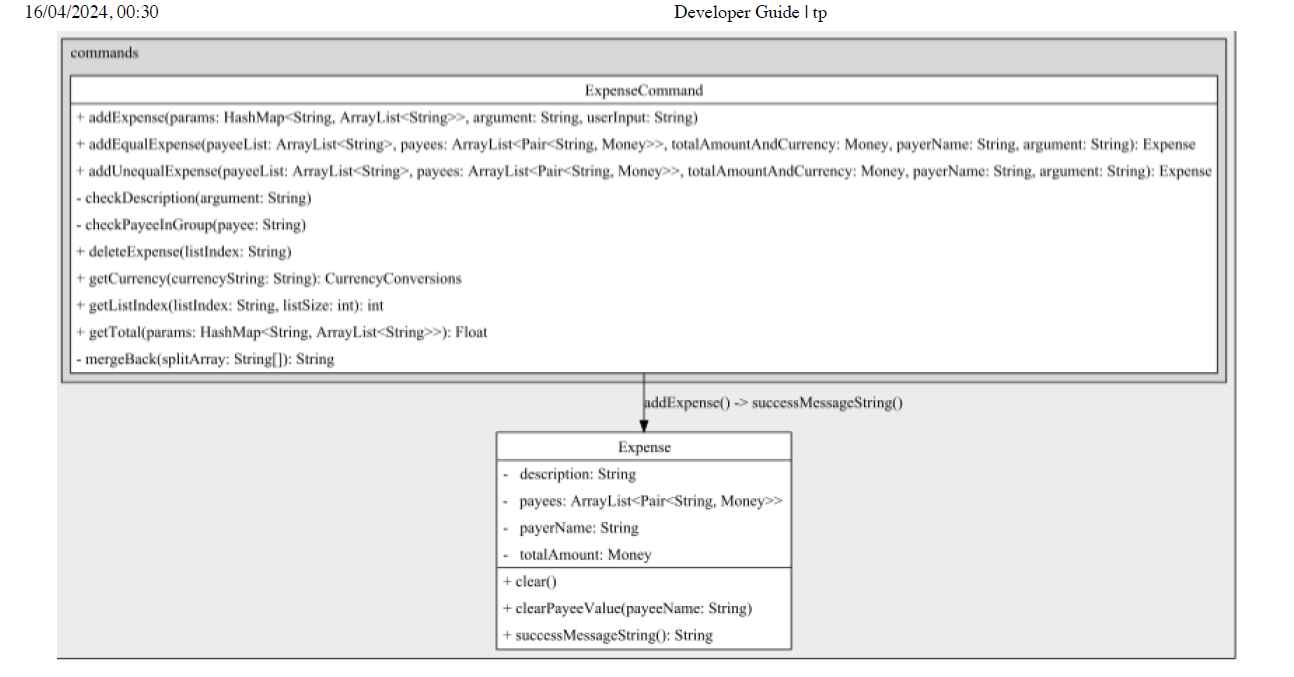 16/04/2024, 00:30 Developer Guide | tp
commands
ExpenseCommand
+ addExpense(params: HashMap<String, ArrayList<String>>, argument: String, userInput: String)
+ addEqualExpense(payeeList: ArrayList<String>, payees: ArrayList<Pair<String, Money>>, totalAmountAndCurrency: Money, payerName: String, argument: String): Expense
+ addUnequalExpense(payeeList: ArrayList<String>, payees: ArrayList<Pair<String, Money>>, totalAmountAndCurrency: Money, payerName: String, argument: String): Expense
- checkDescription(argument: String)
- checkPayeeInGroup(payee: String)
+ deleteExpense(listIndex: String)
+ getCurrency(currencyString: String): CurrencyConversions
+ getListIndex(listIndex: String, listSize: int): int
+ getTotal(params: HashMap<String, ArrayList<String>>): Float
- mergeBack(splitArray: String[]): String
addExpense() -> successMessageString()
Expense
- description: String
- payees: ArrayList<Pair<String, Money>>
- payerName: String
- totalAmount: Money
+ clear()
+ clearPayeeValue(payeeName: String)
+ successMessageString(): String